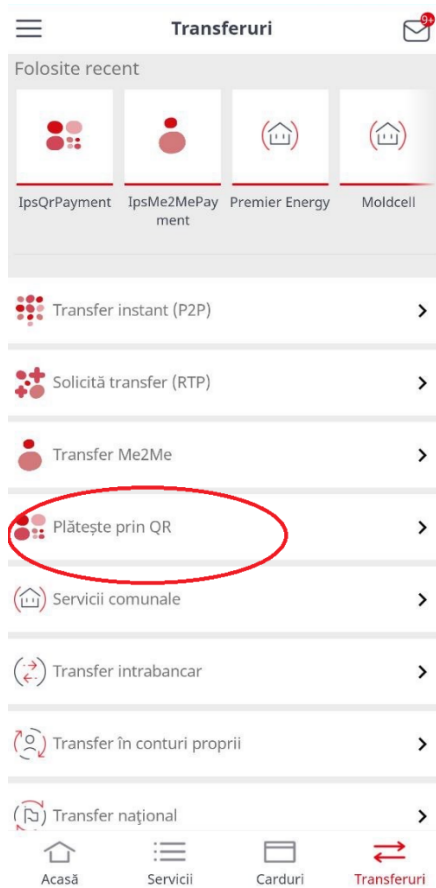 Transferuri
9+
Folosite recent
IpsQrPayment
IpsMe2MePay
ment
Premier Energy
Moldcell
Transfer instant (P2P)
Solicită transfer (RTP)
Transfer Me2Me
Plătește prin QR
Servicii comunale
Transfer intrabancar
Transfer în conturi proprii
Transfer național
Acasă
Servicii
Carduri
Transferuri